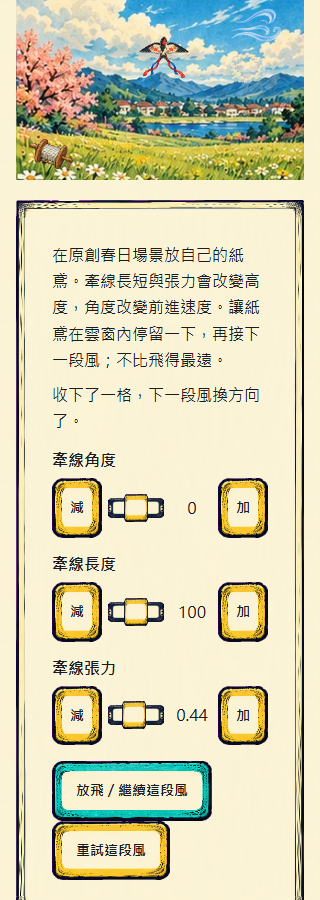 在原創春日場景放自己的紙
鳶。牽線長短與張力會改變高
度，角度改變前進速度。讓紙
鳶在雲窗內停留一下，再接下
一段風；不比飛得最遠。
收下了一格，下一段風換方向
了。
牽線角度
減 0 加
牽線長度
減 100 加
牽線張力
減 0.44 加
放飛 / 繼續這段風
重試這段風